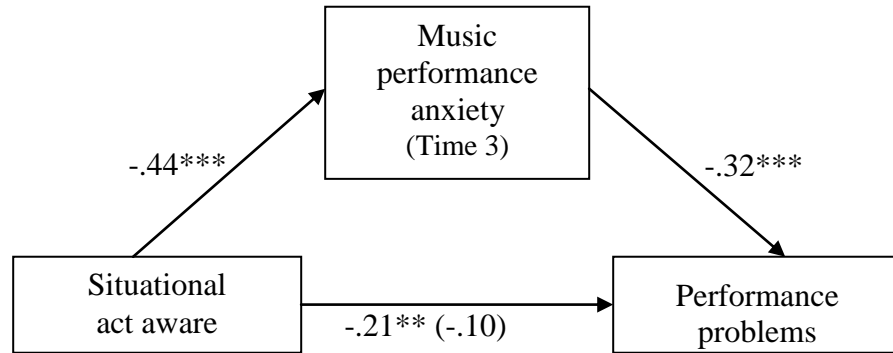 Music
performance
anxiety
(Time 3)
-.44***
-.32***
Situational
act aware
-.21** (-.10)
Performance
problems